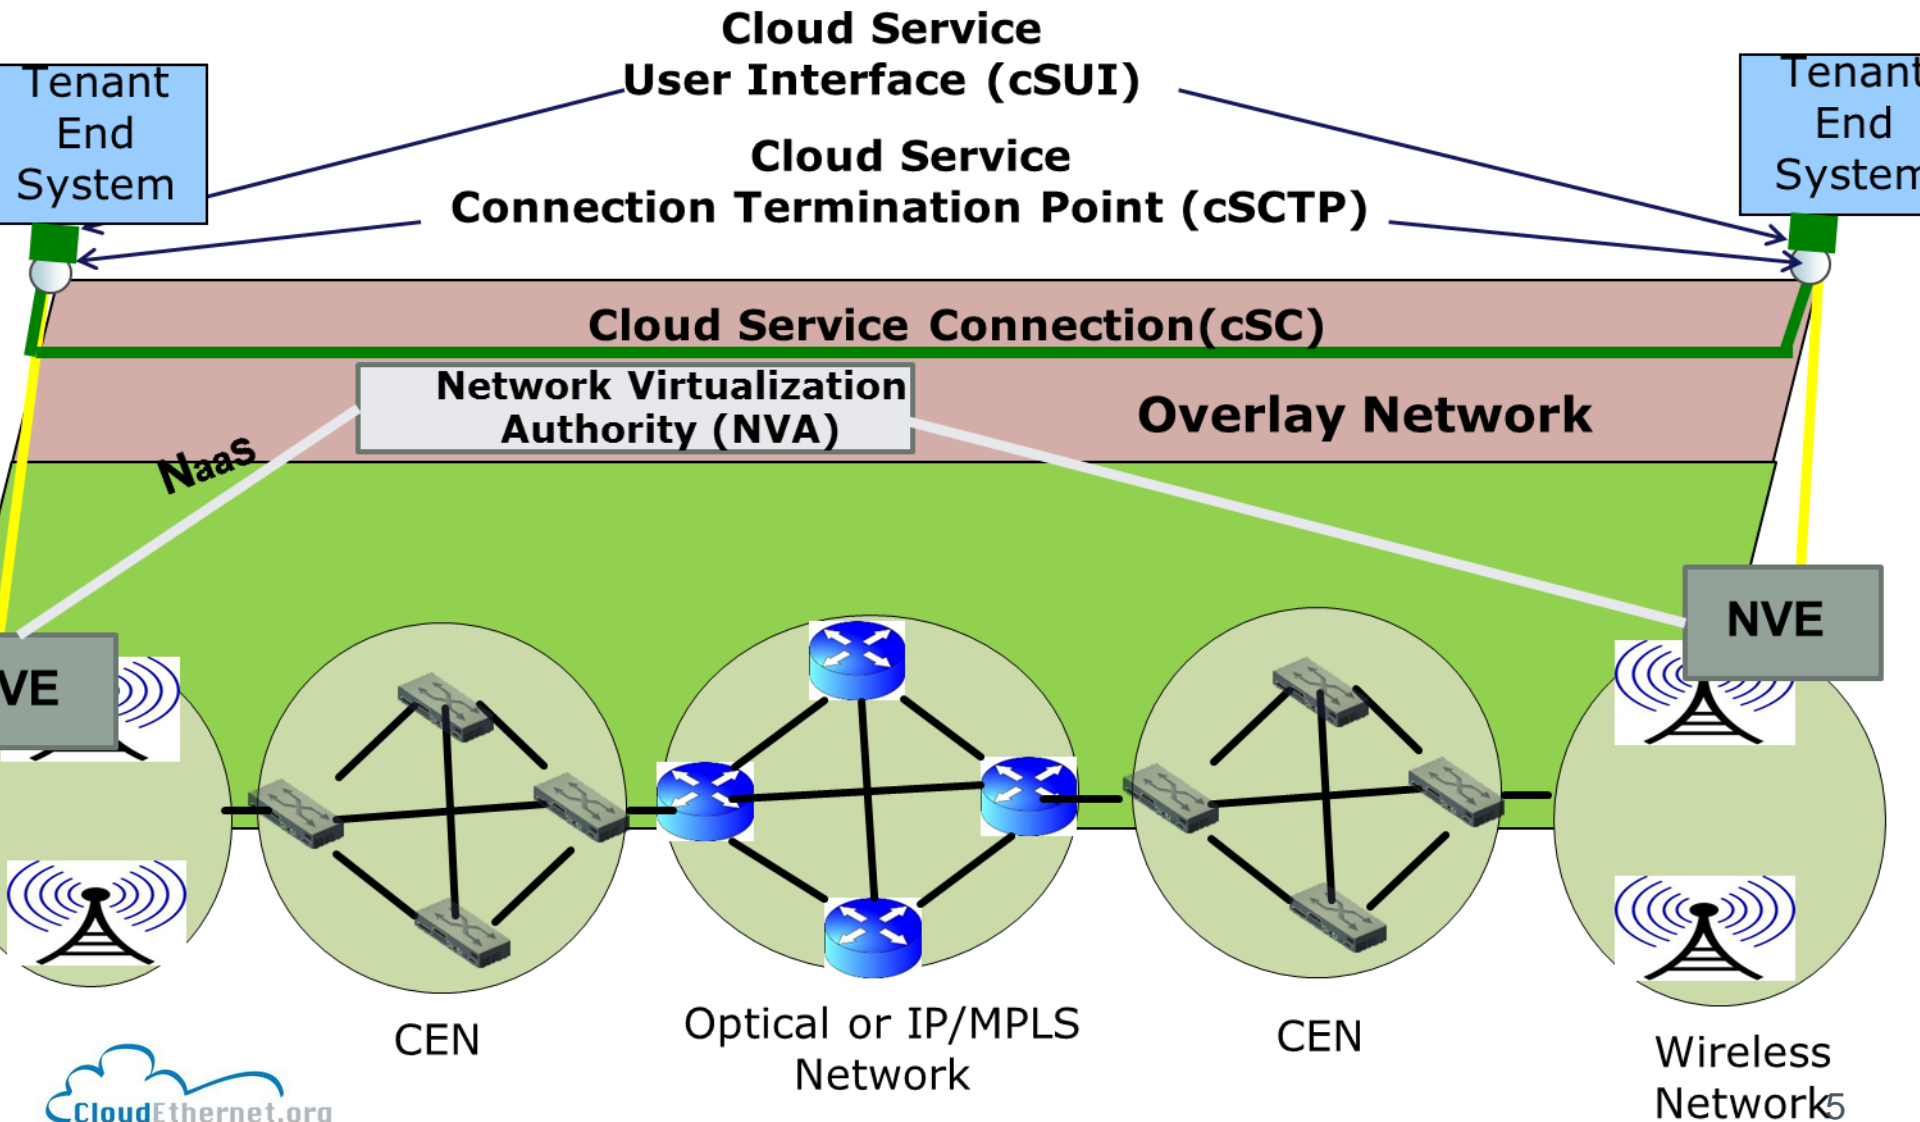 Cloud Service
User Interface (cSUI)
Tenant
End
System
Tenant
End
System
Cloud Service
Connection Termination Point (cSCTP)
Cloud Service Connection(cSC)
Network Virtualization
Authority (NVA)
Overlay Network
Naas
NVE
VE
CEN
Optical or IP/MPLS
Network
CEN
Wireless
Network
CloudEthernet.org
5